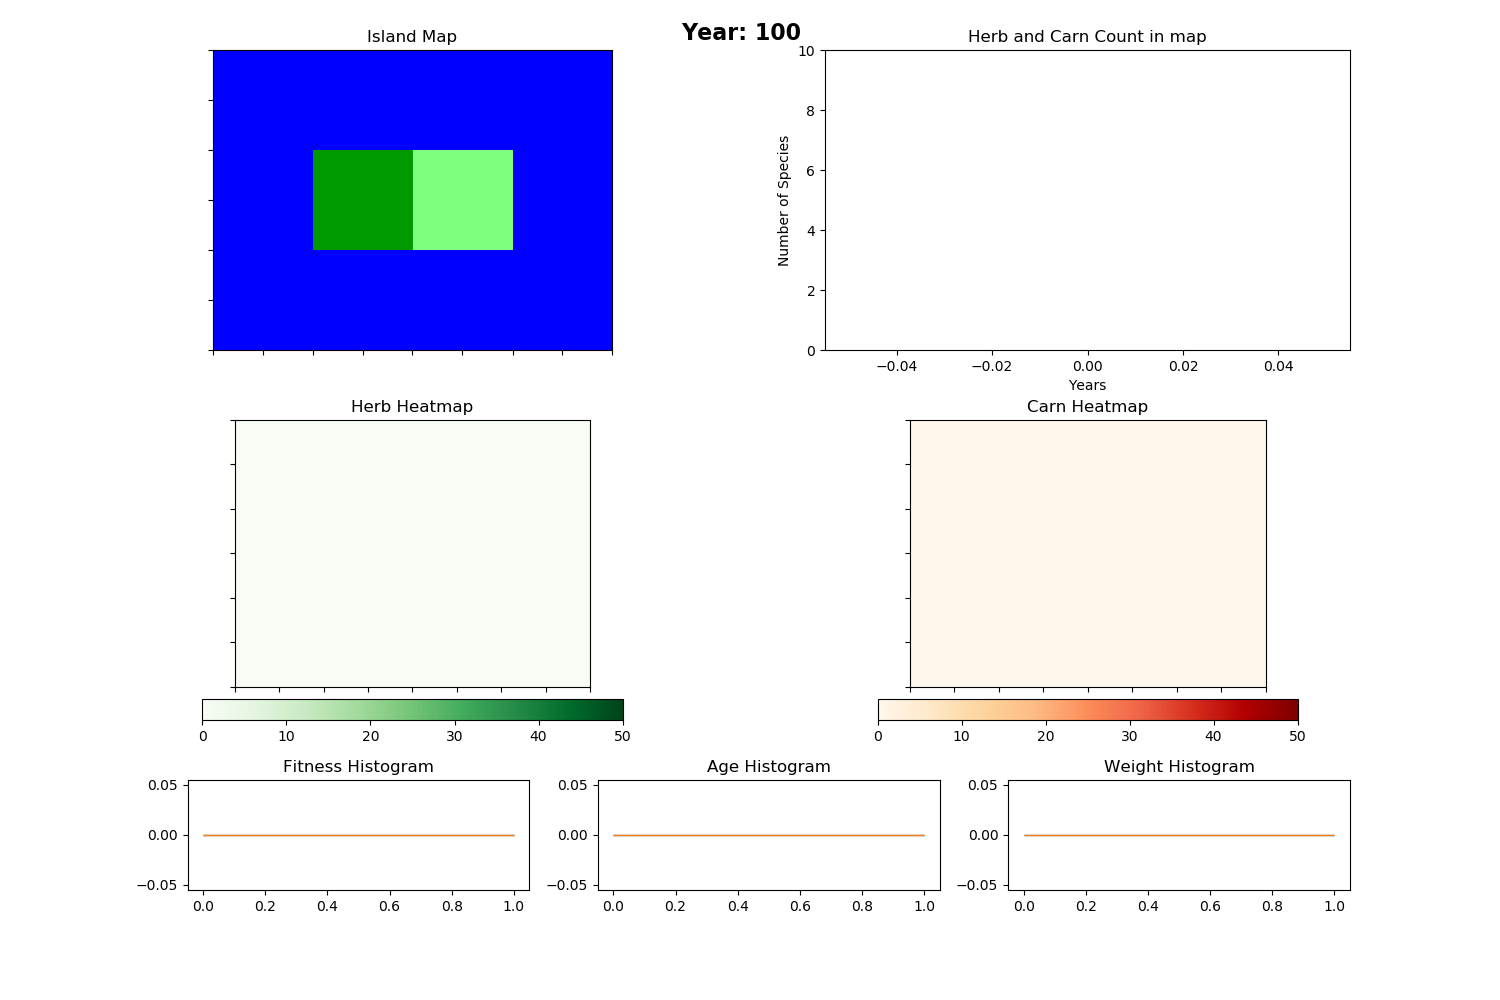 Year: 100
Island Map
Herb and Carn Count in map
10
8
6
4
2
0
Number of Species
−0.04 −0.02 0.00 0.02 0.04
Years
Herb Heatmap
Carn Heatmap
0 10 20 30 40 50
0 10 20 30 40 50
Fitness Histogram
0.05
0.00
−0.05
0.0 0.2 0.4 0.6 0.8 1.0
Age Histogram
0.05
0.00
−0.05
0.0 0.2 0.4 0.6 0.8 1.0
Weight Histogram
0.05
0.00
−0.05
0.0 0.2 0.4 0.6 0.8 1.0